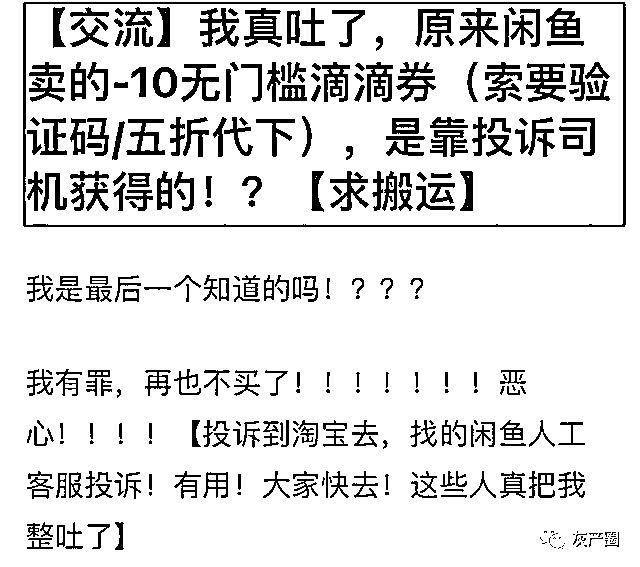 【交流】我真吐了，原来闲鱼
卖的-10无门槛滴滴券（索要验
证码/五折代下），是靠投诉司
机获得的！？【求搬运】
我是最后一个知道的吗！？？？
我有罪，再也不买了！！！！！！！恶
心！！！！【投诉到淘宝去，找的闲鱼人工
客服投诉！有用！大家快去！这些人真把我
整吐了】
灰产圈